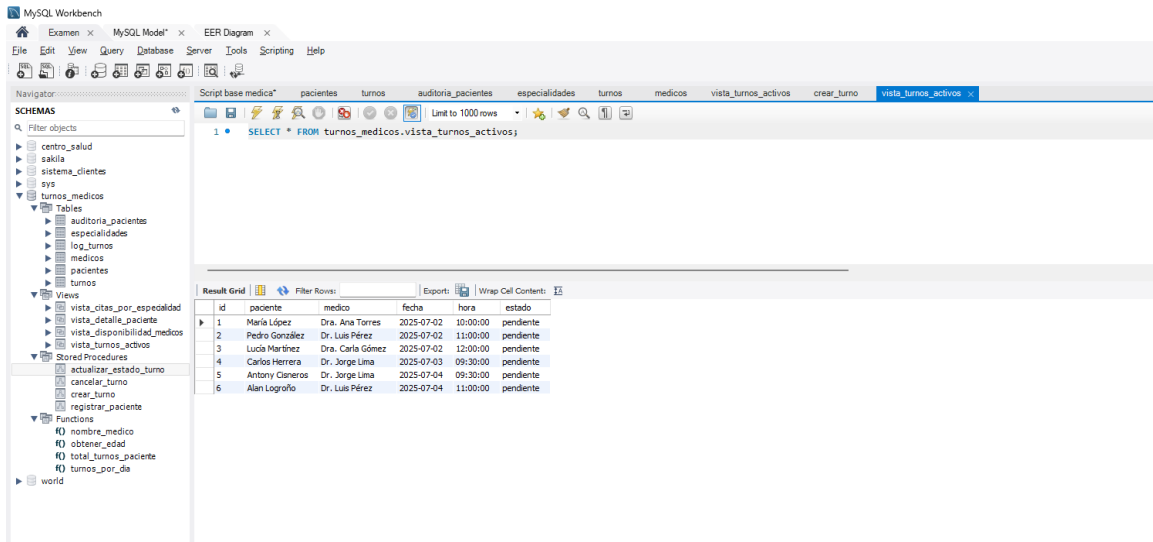 MySQL Workbench
Examen × MySQL Model* × EER Diagram ×
File Edit View Query Database Server Tools Scripting Help
Navigator
Script base medica* pacientes turnos auditoria_pacientes especialidades turnos medicos vista_turnos_activos crear_turno vista_turnos_activos ×
SCHEMAS
Limit to 1000 rows
Filter objects
1 SELECT * FROM turnos_medicos.vista_turnos_activos;
centro_salud
sakila
sistema_clientes
sys
turnos_medicos
Tables
auditoria_pacientes
especialidades
log_turnos
medicos
pacientes
turnos
Views
vista_citas_por_especialidad
vista_detalle_paciente
vista_disponibilidad_medicos
vista_turnos_activos
Stored Procedures
actualizar_estado_turno
cancelar_turno
crear_turno
registrar_paciente
Functions
f() nombre_medico
f() obtener_edad
f() total_turnos_paciente
f() turnos_por_dia
world
Result Grid Filter Rows: Export: Wrap Cell Content:
id paciente medico fecha hora estado
1 María López Dra. Ana Torres 2025-07-02 10:00:00 pendiente
2 Pedro González Dr. Luis Pérez 2025-07-02 11:00:00 pendiente
3 Lucía Martínez Dra. Carla Gómez 2025-07-02 12:00:00 pendiente
4 Carlos Herrera Dr. Jorge Lima 2025-07-03 09:30:00 pendiente
5 Antony Cisneros Dr. Jorge Lima 2025-07-04 09:30:00 pendiente
6 Alan Logroño Dr. Luis Pérez 2025-07-04 11:00:00 pendiente